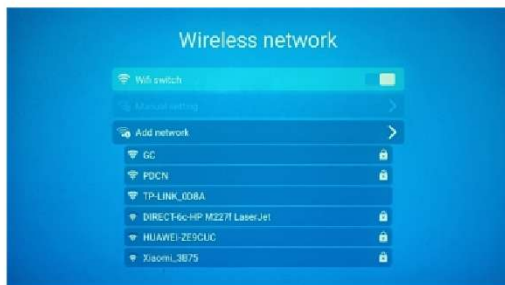 Wireless network
Wifi switch
Manual setting
Add network
GC
PDCN
TP-LINK_0D8A
DIRECT-6c-HP M227f LaserJet
HUAWEI-ZE9CUC
Xiaomi_3B75